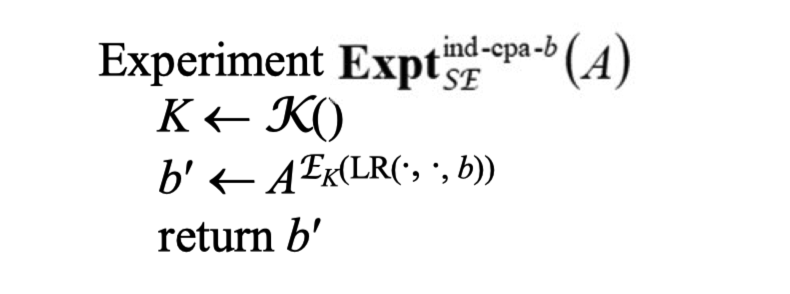 Experiment Expt^{ind-cpa-b}_{SE}(A)
K ← K()
b′ ← A^{E_K(LR(·, ·, b))}
return b′